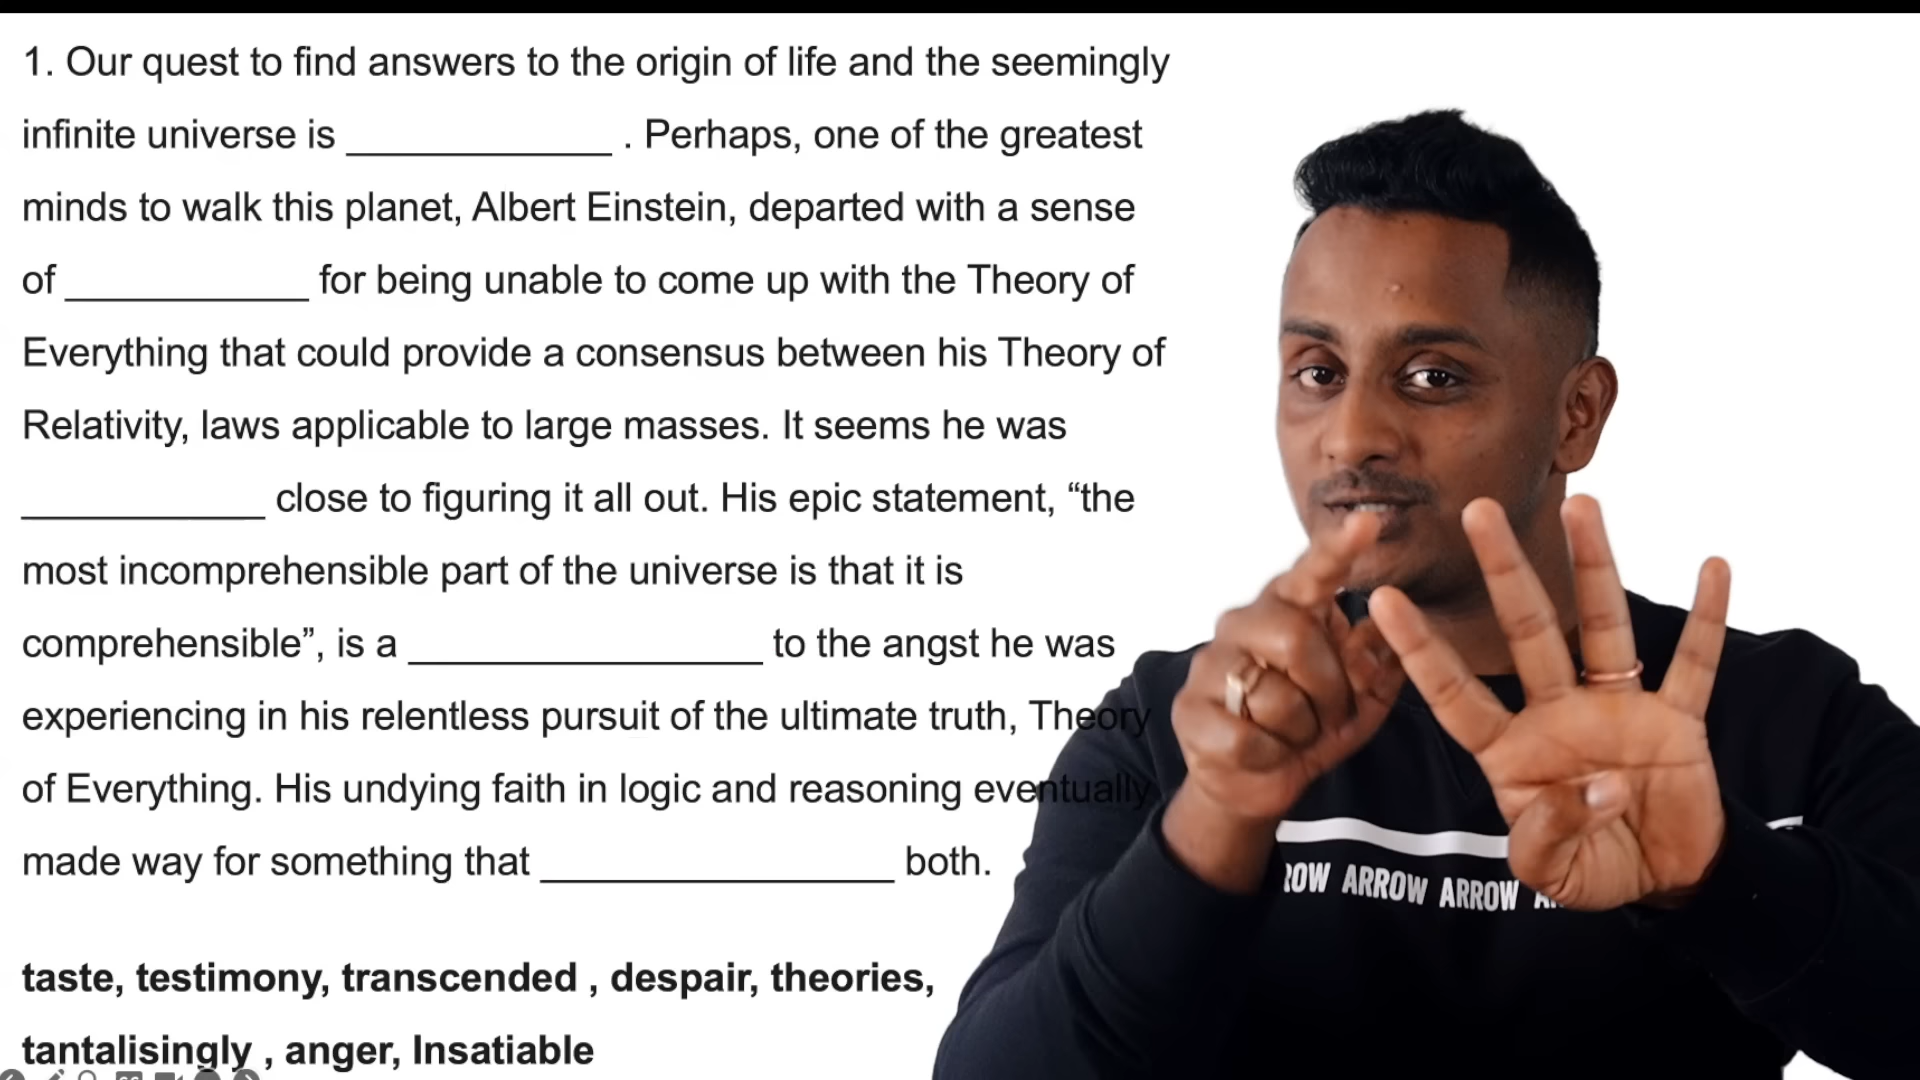 1. Our quest to find answers to the origin of life and the seemingly
infinite universe is ____________ . Perhaps, one of the greatest
minds to walk this planet, Albert Einstein, departed with a sense
of ___________ for being unable to come up with the Theory of
Everything that could provide a consensus between his Theory of
Relativity, laws applicable to large masses. It seems he was
___________ close to figuring it all out. His epic statement, “the
most incomprehensible part of the universe is that it is
comprehensible”, is a ________________ to the angst he was
experiencing in his relentless pursuit of the ultimate truth, Theory
of Everything. His undying faith in logic and reasoning eventually
made way for something that ________________ both.
taste, testimony, transcended , despair, theories,
tantalisingly , anger, Insatiable
ARROW ARROW